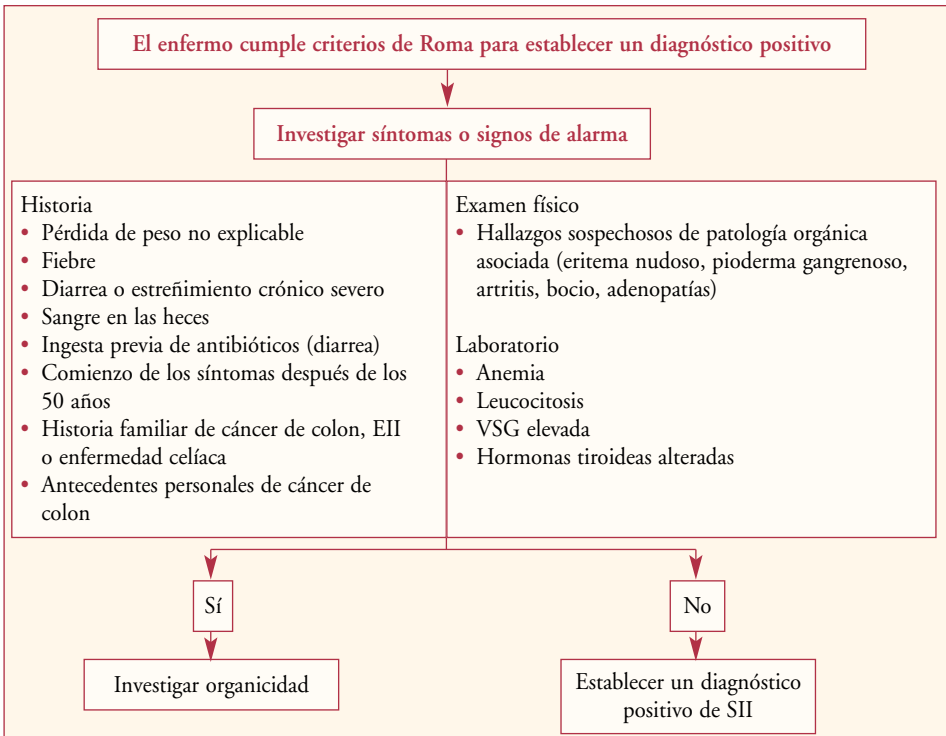 El enfermo cumple criterios de Roma para establecer un diagnóstico positivo
Investigar síntomas o signos de alarma
Historia
• Pérdida de peso no explicable
• Fiebre
• Diarrea o estreñimiento crónico severo
• Sangre en las heces
• Ingesta previa de antibióticos (diarrea)
• Comienzo de los síntomas después de los
50 años
• Historia familiar de cáncer de colon, EII
o enfermedad celíaca
• Antecedentes personales de cáncer de
colon
Examen físico
• Hallazgos sospechosos de patología orgánica
asociada (eritema nudoso, pioderma gangrenoso,
artritis, bocio, adenopatías)
Laboratorio
• Anemia
• Leucocitosis
• VSG elevada
• Hormonas tiroideas alteradas
Sí
No
Investigar organicidad
Establecer un diagnóstico
positivo de SII